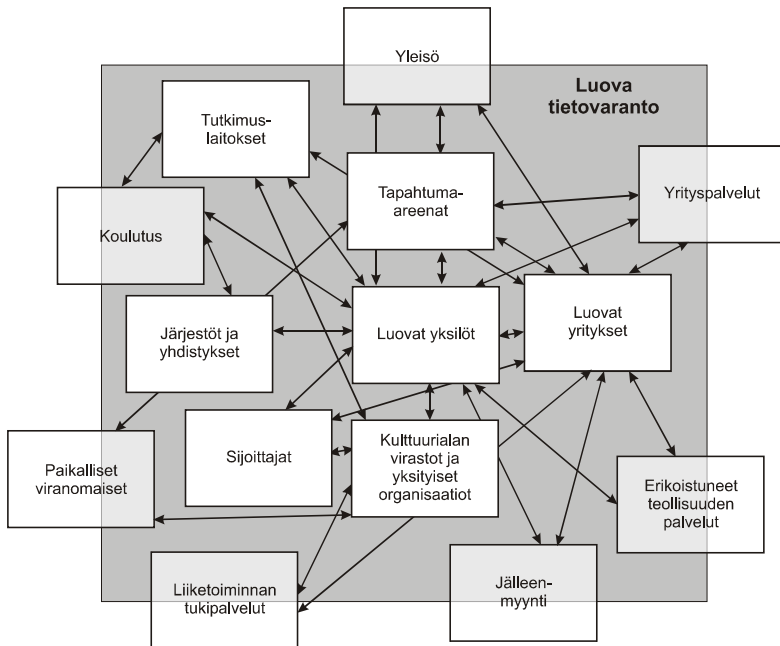 Yleisö
Luova
tietovaranto
Tutkimus-
laitokset
Tapahtuma-
areenat
Yrityspalvelut
Koulutus
Järjestöt ja
yhdistykset
Luovat yksilöt
Luovat
yritykset
Sijoittajat
Kulttuurialan
virastot ja
yksityiset
organisaatiot
Paikalliset
viranomaiset
Erikoistuneet
teollisuuden
palvelut
Liiketoiminnan
tukipalvelut
Jälleen-
myynti